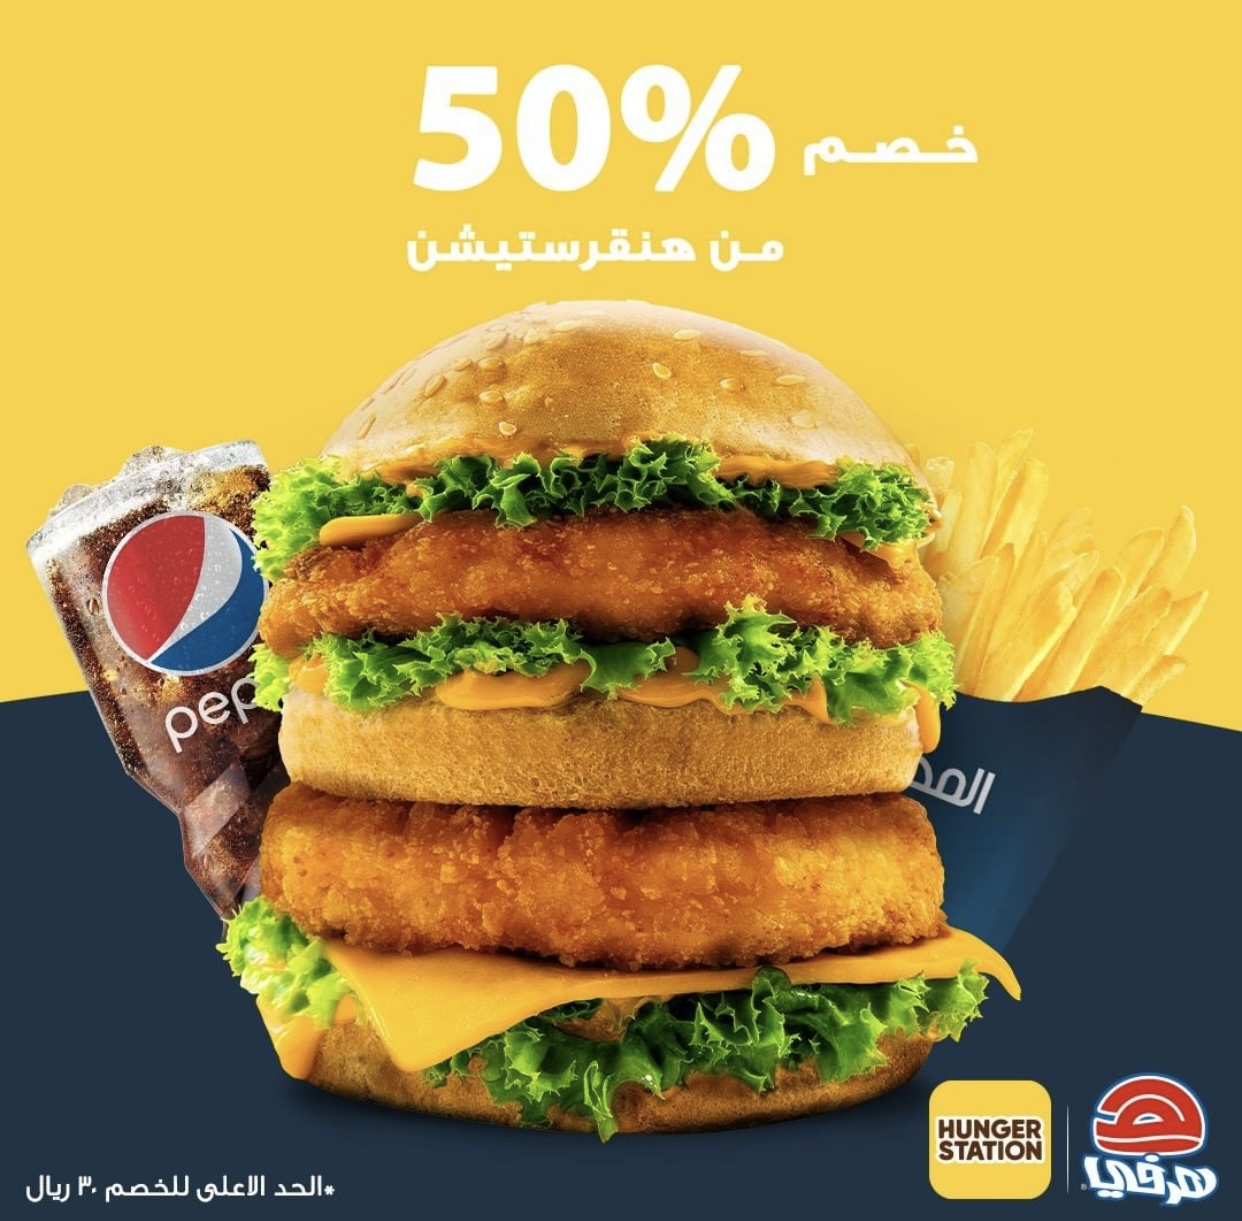 خصم 50%
من هنقرستيشن
pep
HUNGER
STATION
هرفي
*الحد الاعلى للخصم ٣٠ ريال